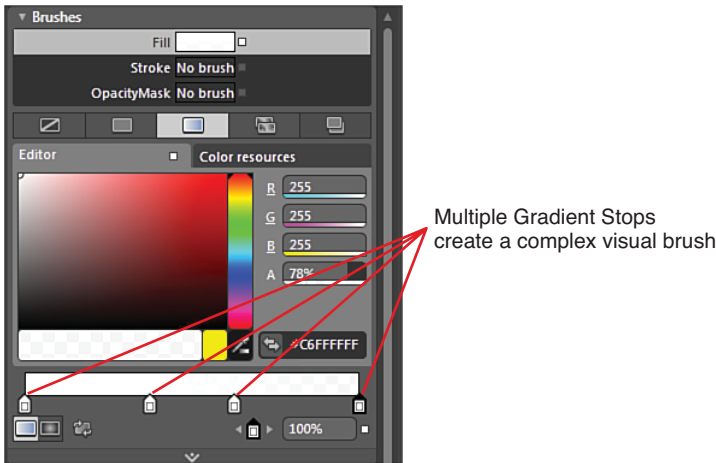 Brushes
Fill
Stroke No brush
OpacityMask No brush
Editor
Color resources
R 255
G 255
B 255
A 78%
#C6FFFFFF
100%
Multiple Gradient Stops
create a complex visual brush